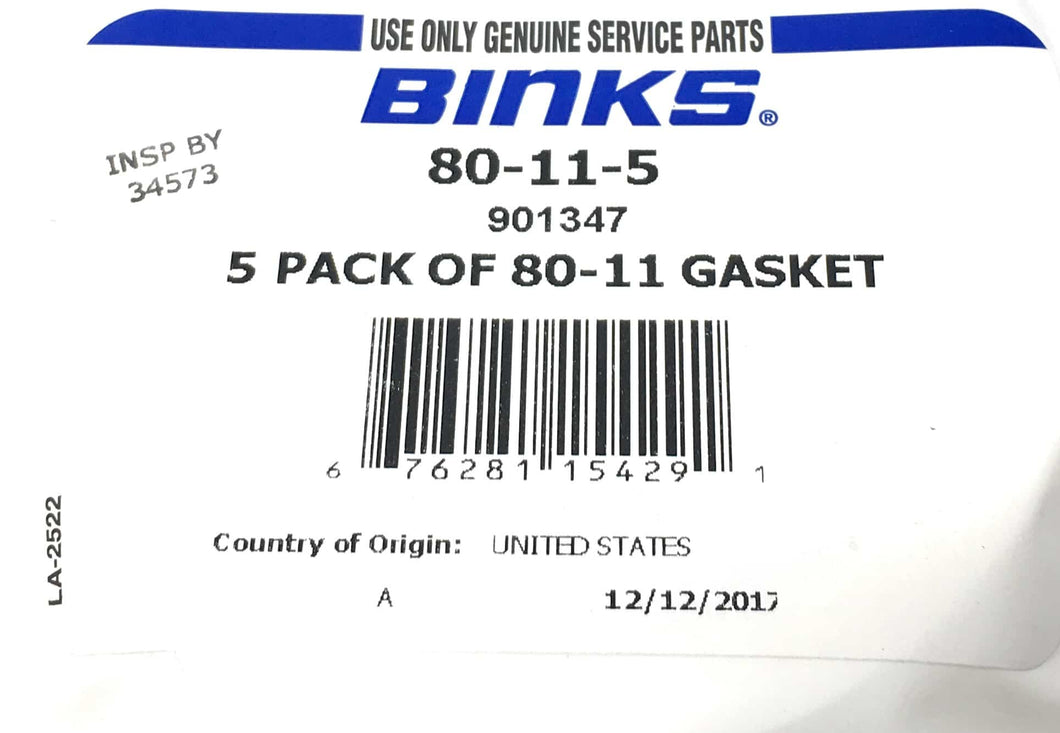 USE ONLY GENUINE SERVICE PARTS
BINKS®
INSP BY
34573
80-11-5
901347
5 PACK OF 80-11 GASKET
6 76281 15429 1
LA-2522
Country of Origin: UNITED STATES
A 12/12/2017